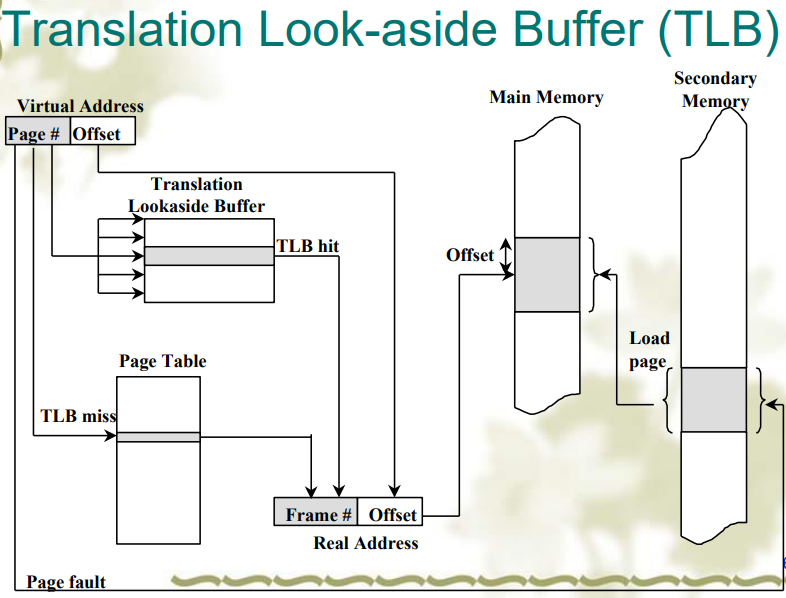 Translation Look-aside Buffer (TLB)
Secondary
Memory
Main Memory
Virtual Address
Page # Offset
Translation
Lookaside Buffer
TLB hit
Offset
Load
page
Page Table
TLB miss
Frame # Offset
Real Address
Page fault